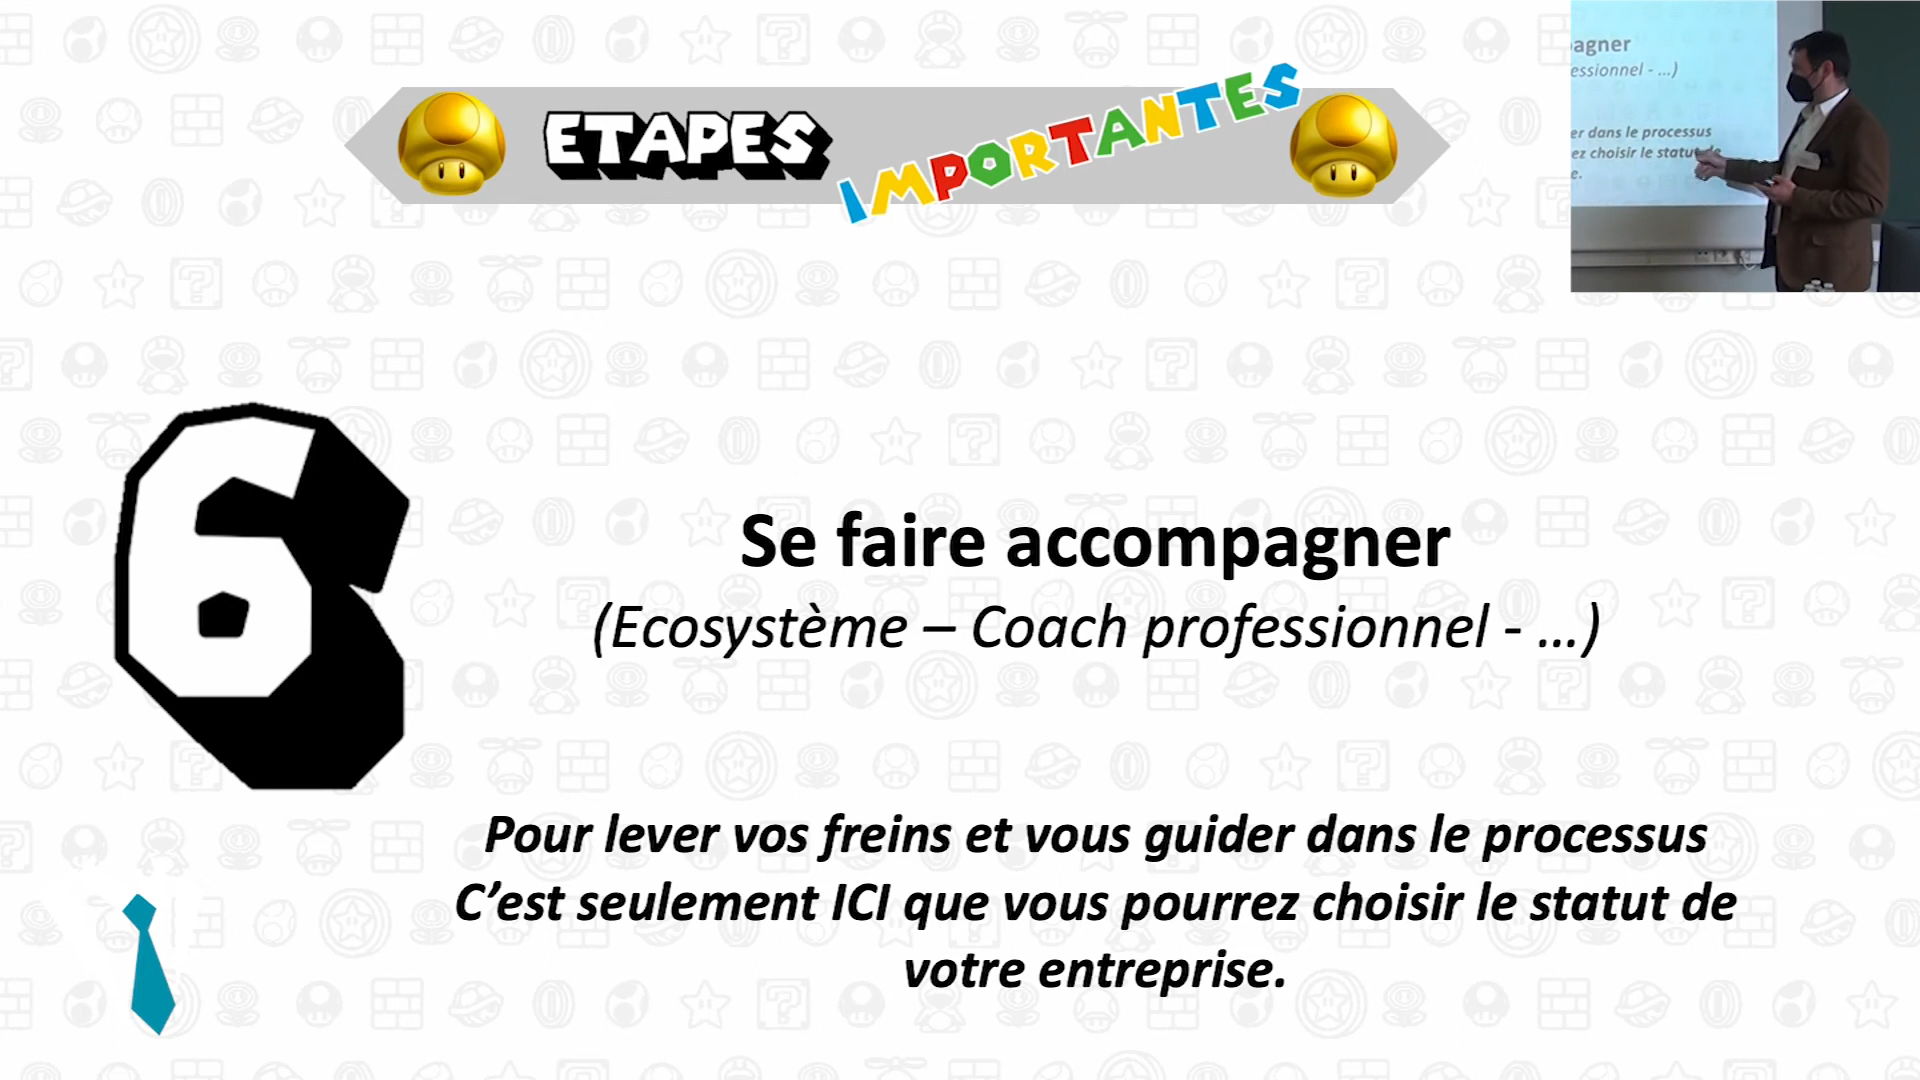 ETAPES IMPORTANTES
agner
essionnel - ...)
er dans le processus
ez choisir le statut de
e.
6
Se faire accompagner
(Ecosystème – Coach professionnel - ...)
Pour lever vos freins et vous guider dans le processus
C’est seulement ICI que vous pourrez choisir le statut de
votre entreprise.